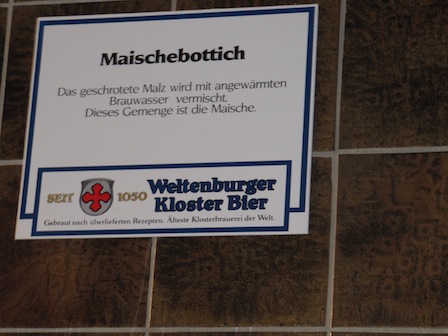 Maischebottich
Das geschrotete Malz wird mit angewärmten
Brauwasser vermischt.
Dieses Gemenge ist die Maische.
SEIT 1050
Weltenburger
Kloster Bier
Gebraut nach überlieferten Rezepten. Älteste Klosterbrauerei der Welt.